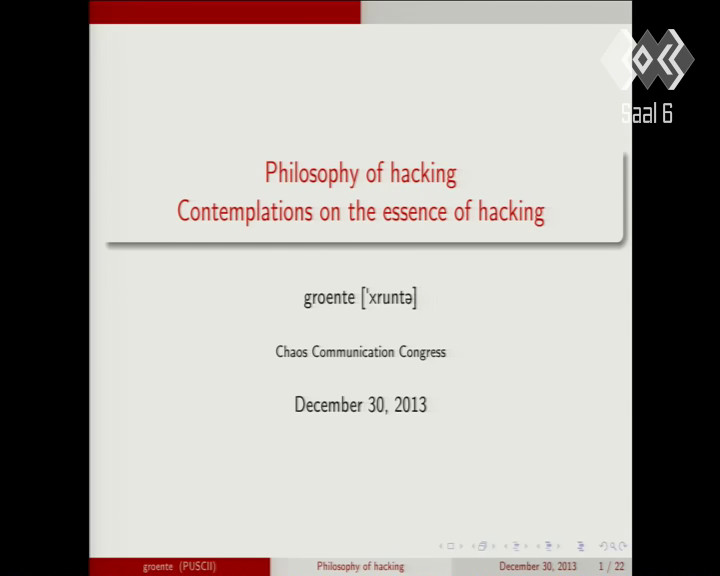 Saal 6
Philosophy of hacking
Contemplations on the essence of hacking
groente [ˈxruntə]
Chaos Communication Congress
December 30, 2013
groente (PUSCII)
Philosophy of hacking
December 30, 2013
1 / 22